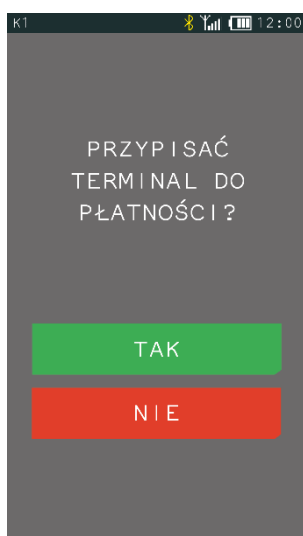 K1 12:00
PRZYPISAĆ
TERMINAL DO
PŁATNOŚCI?
TAK
NIE